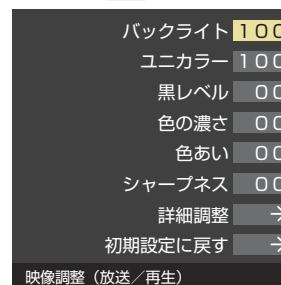 バックライト 100
ユニカラー 100
黒レベル 00
色の濃さ 00
色あい 00
シャープネス 00
詳細調整 →
初期設定に戻す →
映像調整（放送／再生）